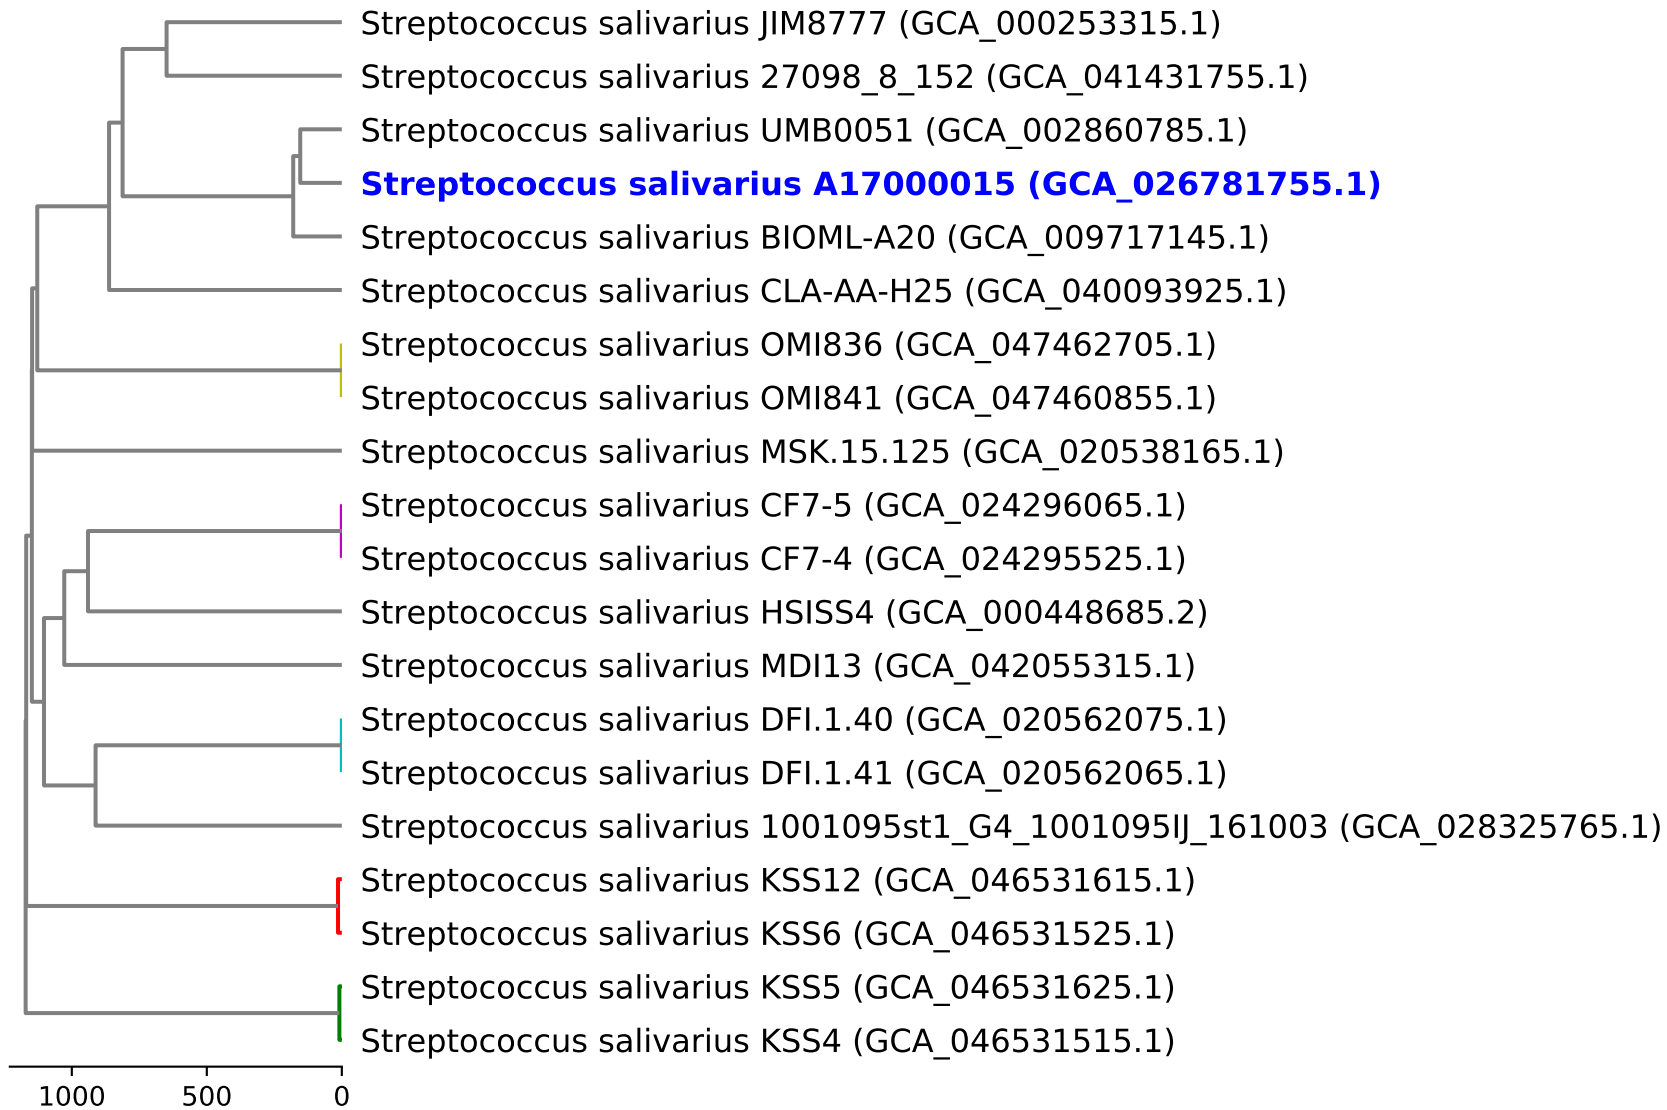 Streptococcus salivarius JIM8777 (GCA_000253315.1)
Streptococcus salivarius 27098_8_152 (GCA_041431755.1)
Streptococcus salivarius UMB0051 (GCA_002860785.1)
Streptococcus salivarius A17000015 (GCA_026781755.1)
Streptococcus salivarius BIOML-A20 (GCA_009717145.1)
Streptococcus salivarius CLA-AA-H25 (GCA_040093925.1)
Streptococcus salivarius OMI836 (GCA_047462705.1)
Streptococcus salivarius OMI841 (GCA_047460855.1)
Streptococcus salivarius MSK.15.125 (GCA_020538165.1)
Streptococcus salivarius CF7-5 (GCA_024296065.1)
Streptococcus salivarius CF7-4 (GCA_024295525.1)
Streptococcus salivarius HSISS4 (GCA_000448685.2)
Streptococcus salivarius MDI13 (GCA_042055315.1)
Streptococcus salivarius DFI.1.40 (GCA_020562075.1)
Streptococcus salivarius DFI.1.41 (GCA_020562065.1)
Streptococcus salivarius 1001095st1_G4_1001095IJ_161003 (GCA_028325765.1)
Streptococcus salivarius KSS12 (GCA_046531615.1)
Streptococcus salivarius KSS6 (GCA_046531525.1)
Streptococcus salivarius KSS5 (GCA_046531625.1)
Streptococcus salivarius KSS4 (GCA_046531515.1)
1000 500 0